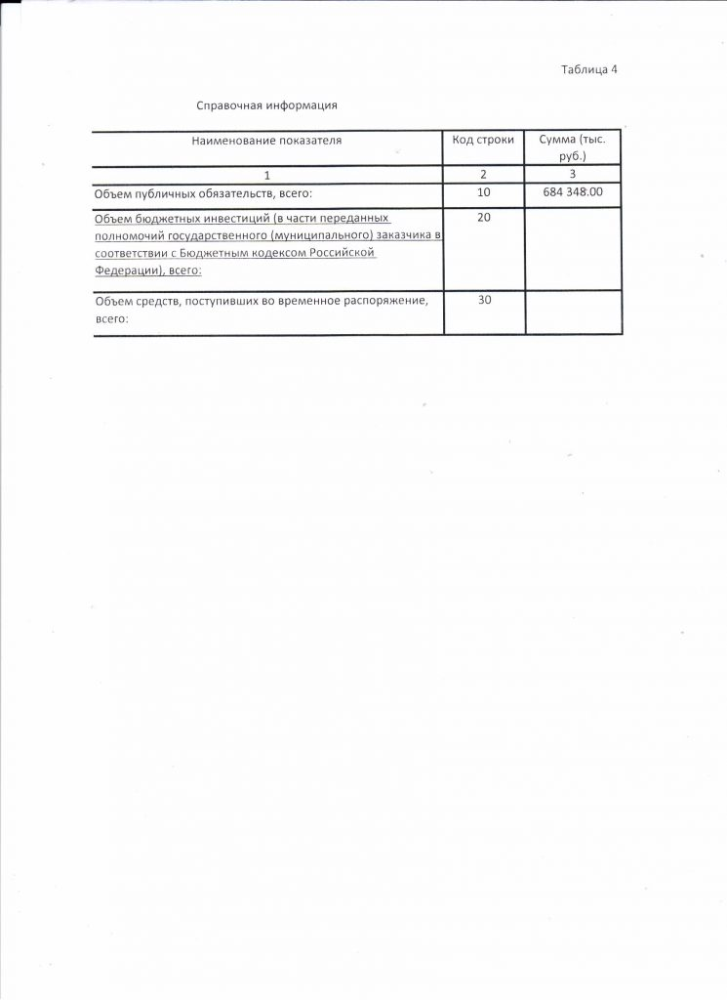 Таблица 4
Справочная информация
Наименование показателя Код строки Сумма (тыс.
руб.)
1 2 3
Объем публичных обязательств, всего: 10 684 348.00
Объем бюджетных инвестиций (в части переданных 20
полномочий государственного (муниципального) заказчика в
соответствии с Бюджетным кодексом Российской
Федерации), всего:
Объем средств, поступивших во временное распоряжение, 30
всего: